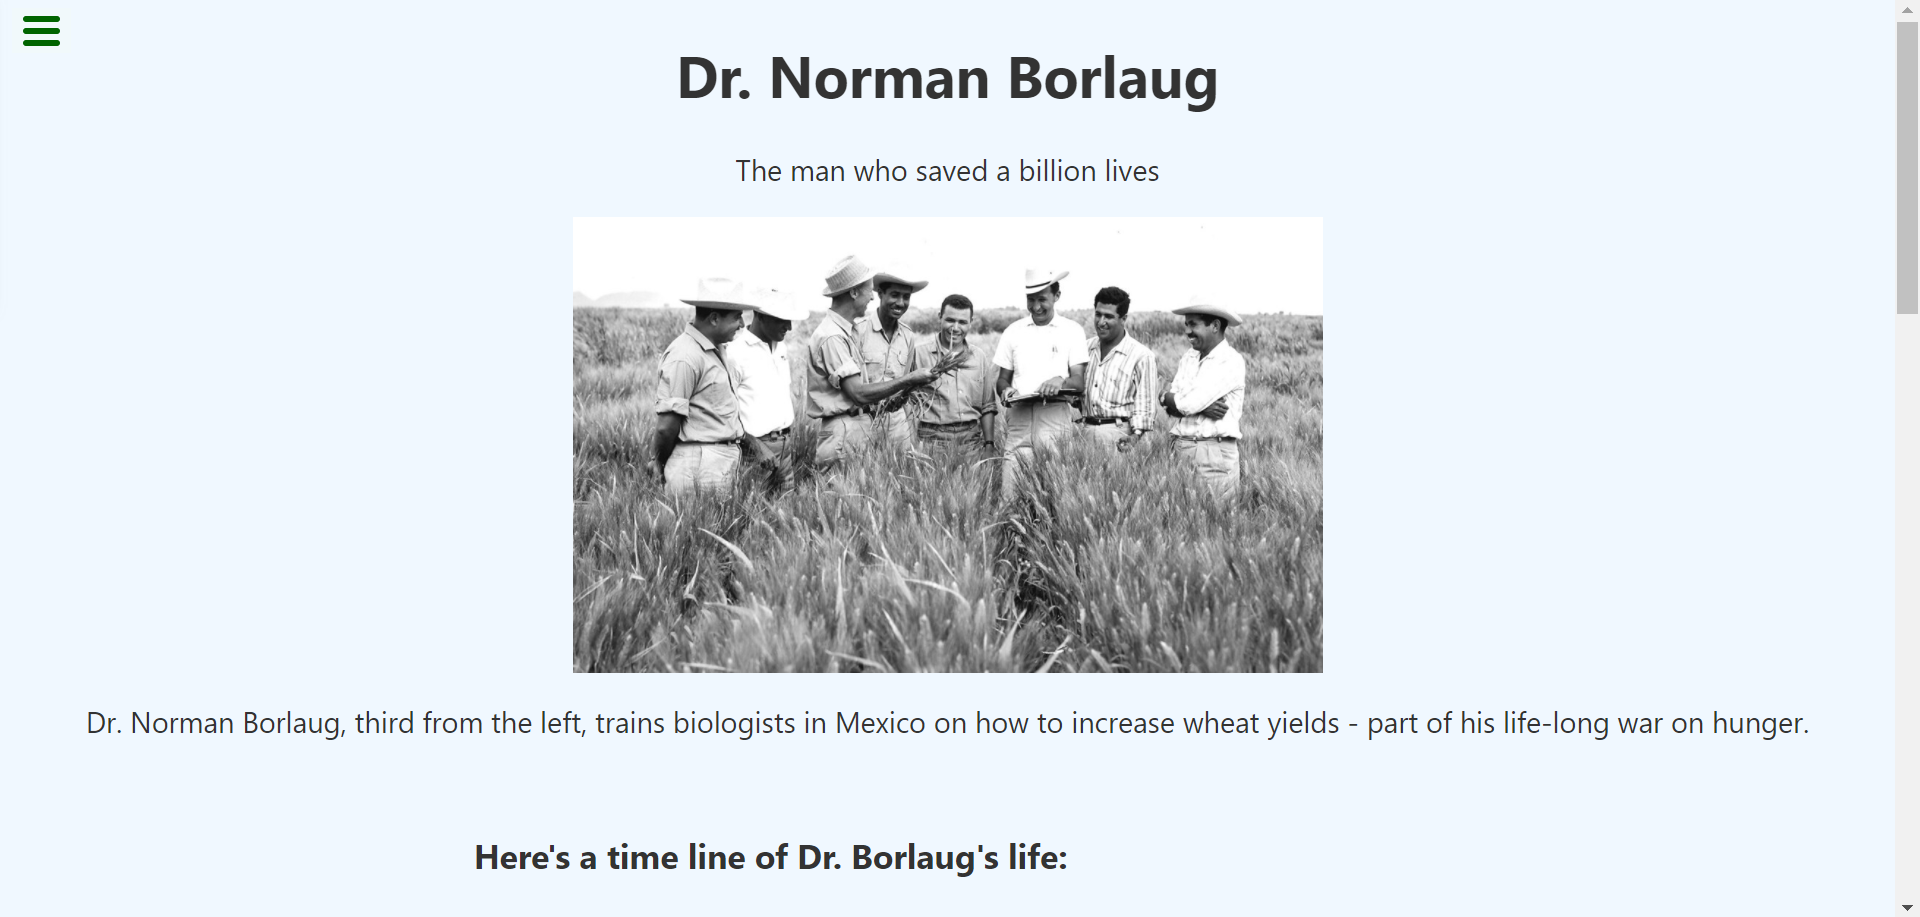 Dr. Norman Borlaug
The man who saved a billion lives
Dr. Norman Borlaug, third from the left, trains biologists in Mexico on how to increase wheat yields - part of his life-long war on hunger.
Here's a time line of Dr. Borlaug's life: